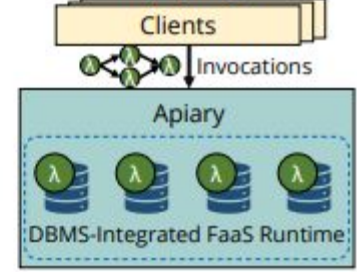 Clients
λ
λ λ Invocations
λ
Apiary
λ λ λ λ
DBMS-Integrated FaaS Runtime